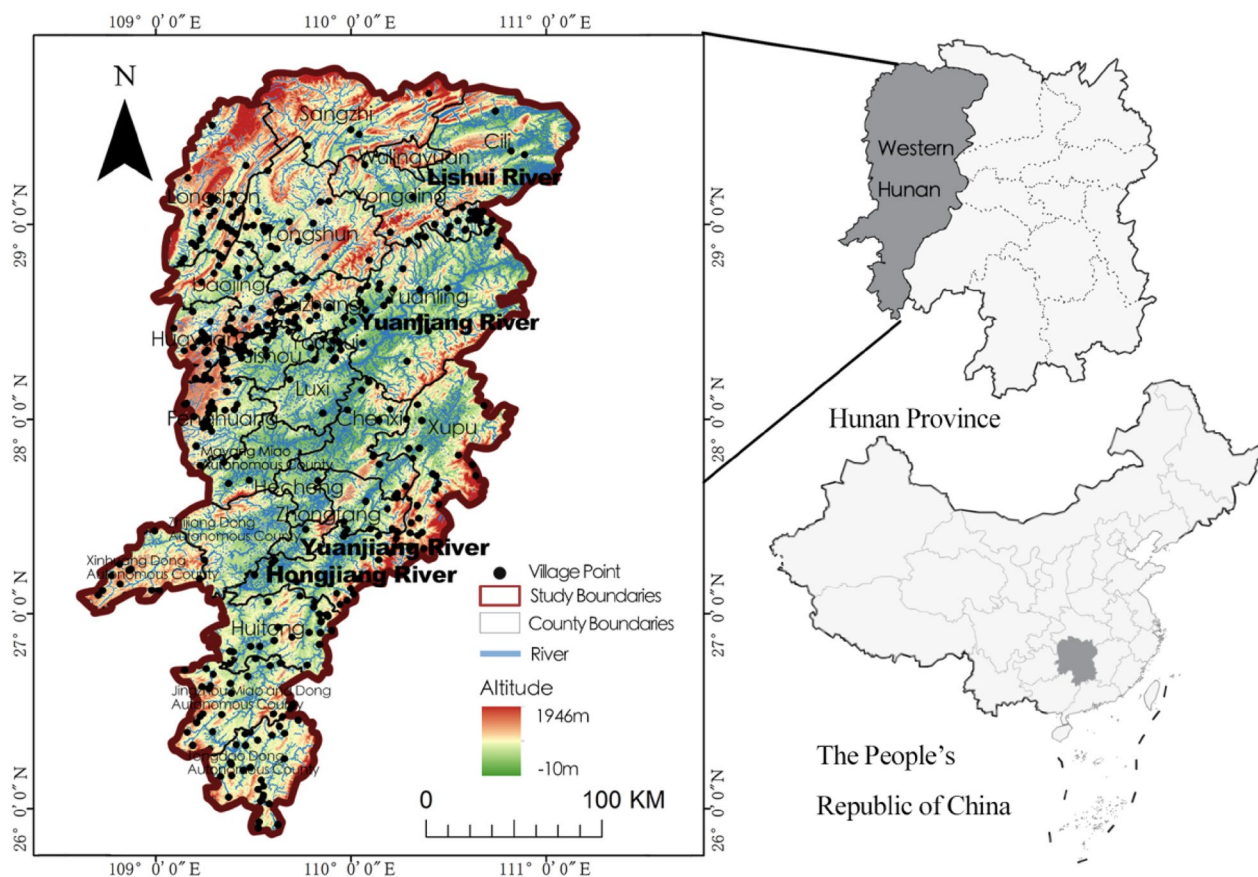 109° 0′0″E 110° 0′0″E 111° 0′0″E
N
Sangzhi
Cili
Wulingyuan
Lishui River
Longshan
Yongding
Yongshun
Baojing
Yuanling
Guzhang
Yuanjiang River
Huayuan
Jishou
Luxi
Fenghuang
Chenxi
Xupu
Mayang Miao
Autonomous County
Hecheng
Zhongfang
Zhijiang Dong
Autonomous County
Yuanjiang River
Xinhuang Dong
Autonomous County
Hongjiang River
Huitong
Jingzhou Miao and Dong
Autonomous County
Tongdao Dong
Autonomous County
29° 0′0″N
28° 0′0″N
27° 0′0″N
26° 0′0″N
Village Point
Study Boundaries
County Boundaries
River
Altitude
1946m
-10m
0 100 KM
29° 0′0″N
28° 0′0″N
27° 0′0″N
26° 0′0″N
109° 0′0″E 110° 0′0″E 111° 0′0″E
Western
Hunan
Hunan Province
The People’s
Republic of China